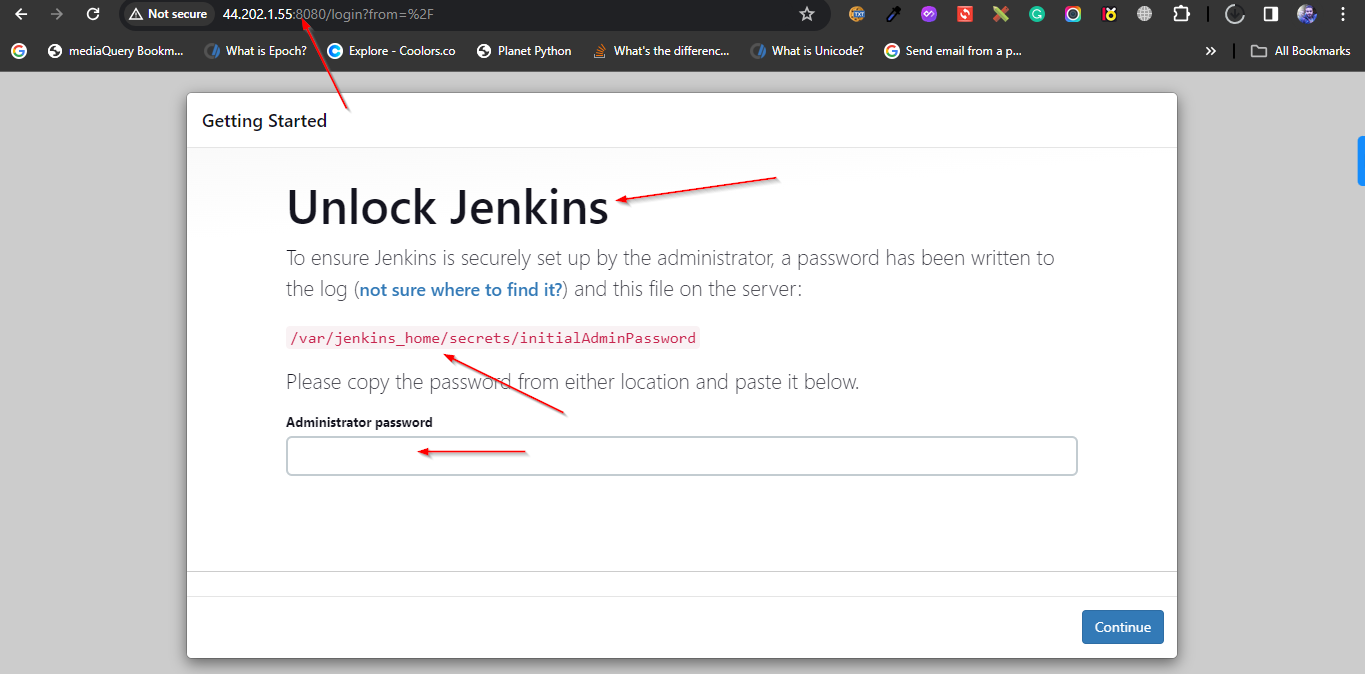 Not secure 44.202.1.55:8080/login?from=%2F
mediaQuery Bookm... What is Epoch? Explore - Coolors.co Planet Python What's the differenc... What is Unicode? Send email from a p... » All Bookmarks
Getting Started
Unlock Jenkins
To ensure Jenkins is securely set up by the administrator, a password has been written to
the log (not sure where to find it?) and this file on the server:
/var/jenkins_home/secrets/initialAdminPassword
Please copy the password from either location and paste it below.
Administrator password
Continue